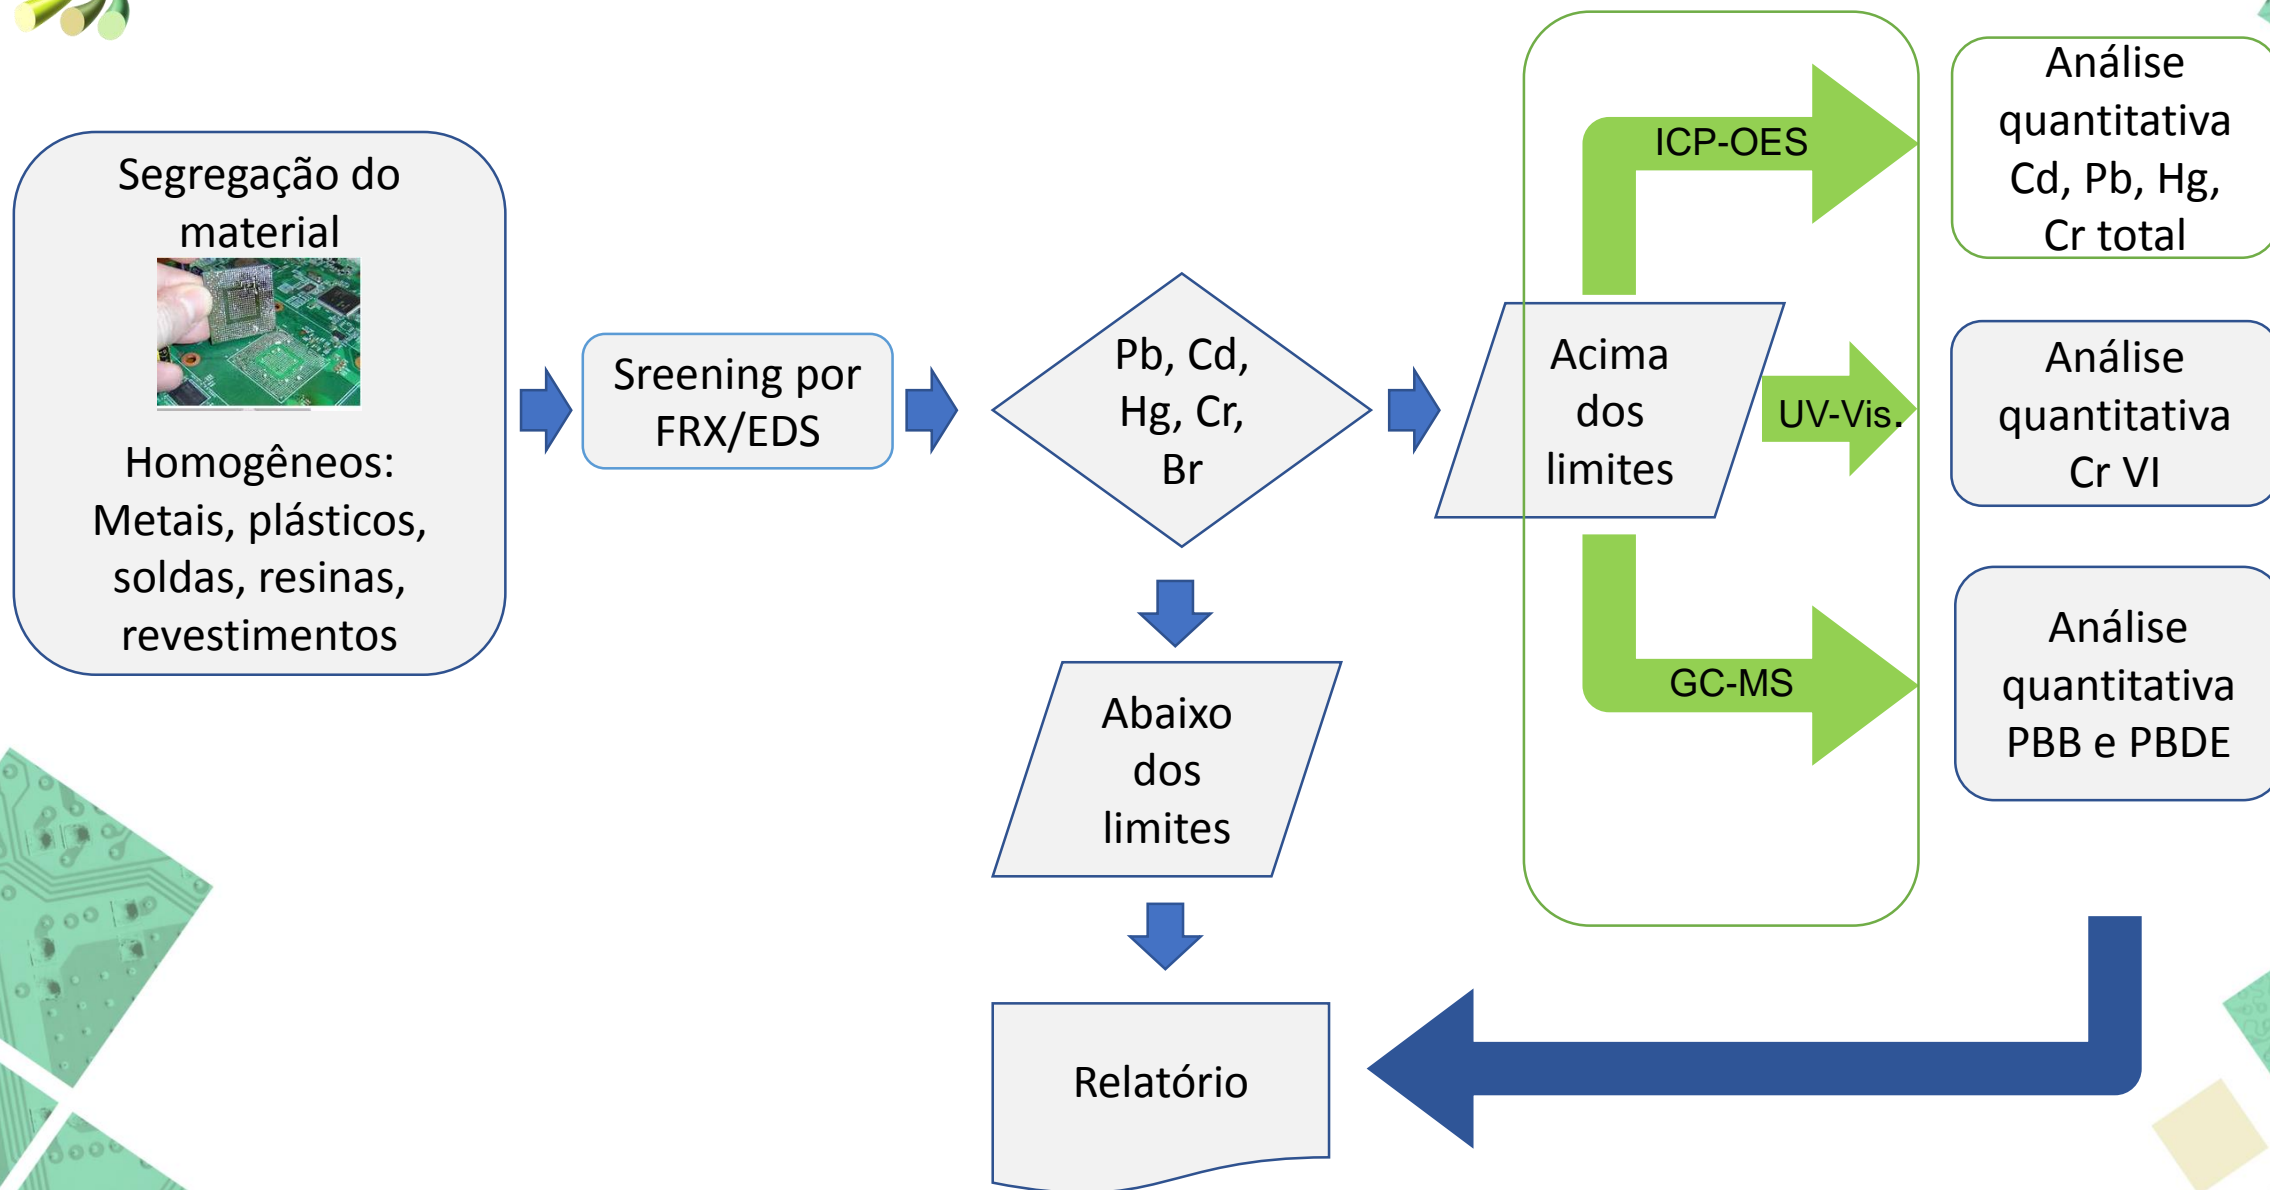 Segregação do
material
Homogêneos:
Metais, plásticos,
soldas, resinas,
revestimentos
Sreening por
FRX/EDS
Pb, Cd,
Hg, Cr,
Br
Acima
dos
limites
ICP-OES
UV-Vis.
GC-MS
Análise
quantitativa
Cd, Pb, Hg,
Cr total
Análise
quantitativa
Cr VI
Análise
quantitativa
PBB e PBDE
Abaixo
dos
limites
Relatório